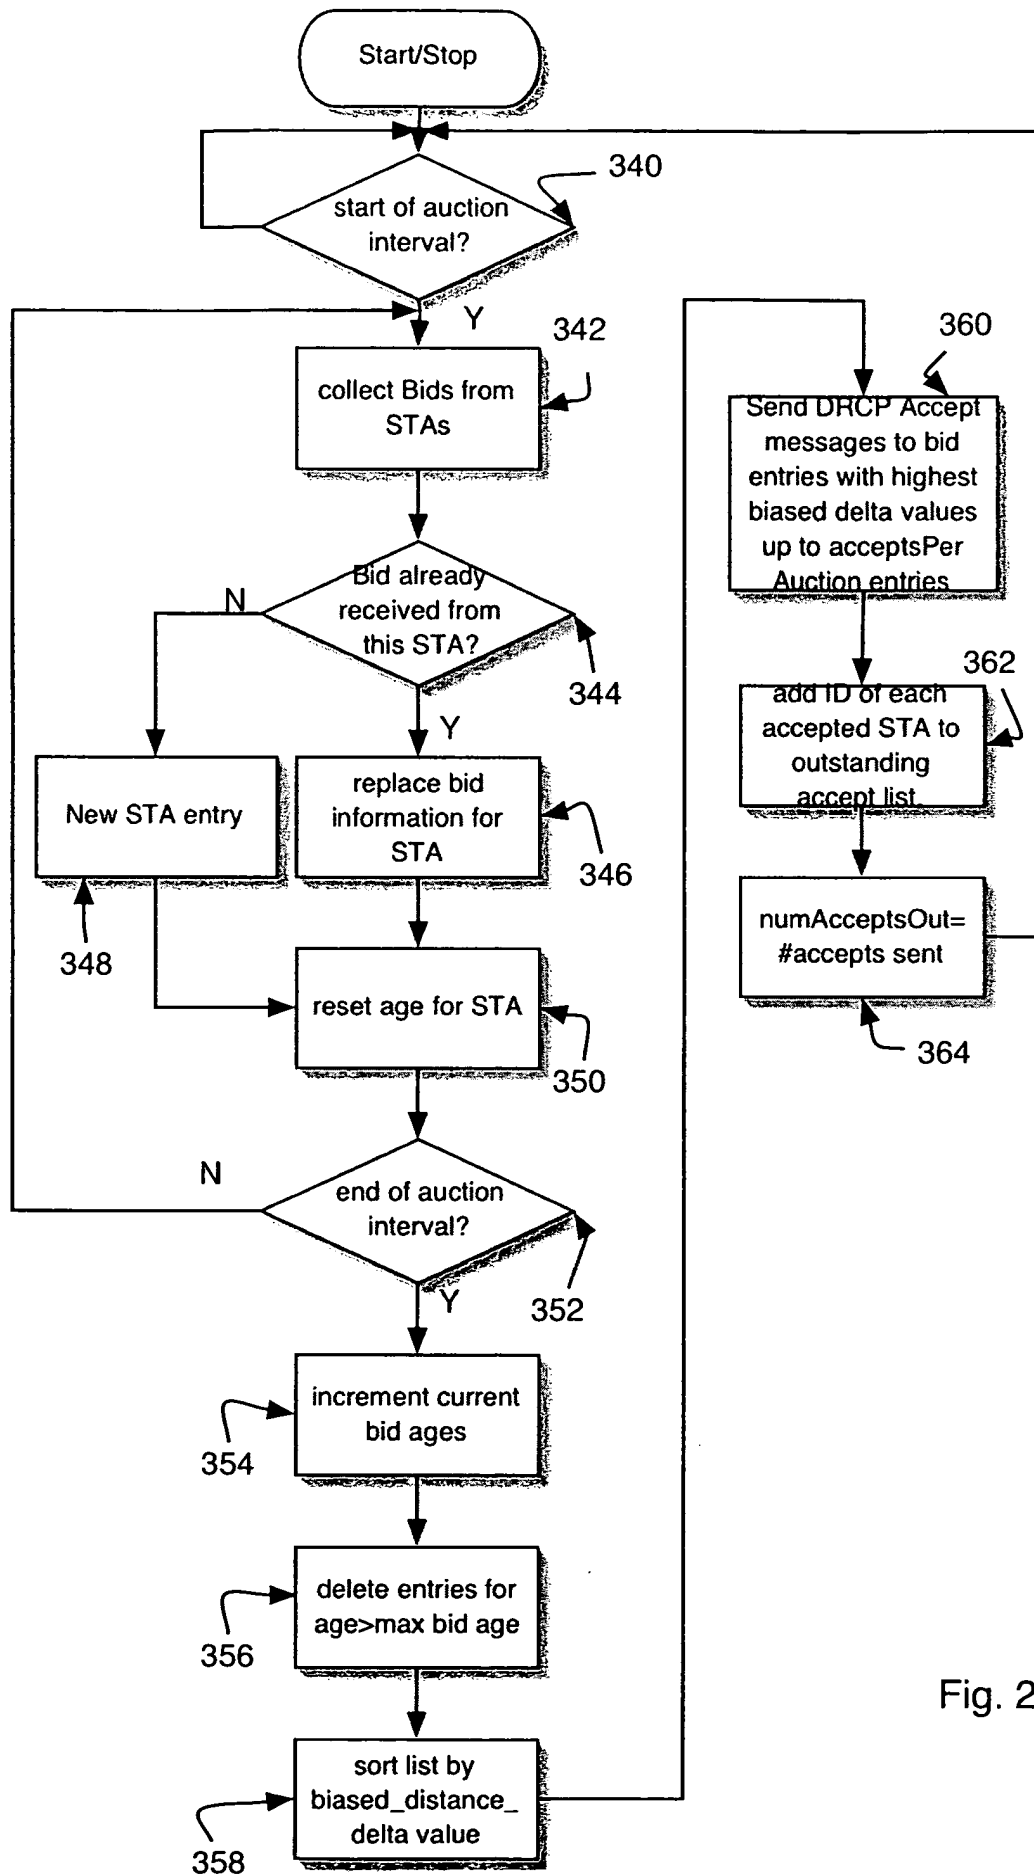 Start/Stop
340
start of auction
interval?
Y
342
collect Bids from
STAs
N
Bid already
received from
this STA?
344
Y
New STA entry
replace bid
information for
STA
346
348
reset age for STA
350
N
end of auction
interval?
352
Y
increment current
bid ages
354
delete entries for
age>max bid age
356
sort list by
biased_distance_
delta value
358
360
Send DRCP Accept
messages to bid
entries with highest
biased delta values
up to acceptsPer
Auction entries
362
add ID of each
accepted STA to
outstanding
accept list.
numAcceptsOut=
#accepts sent
364
Fig. 2